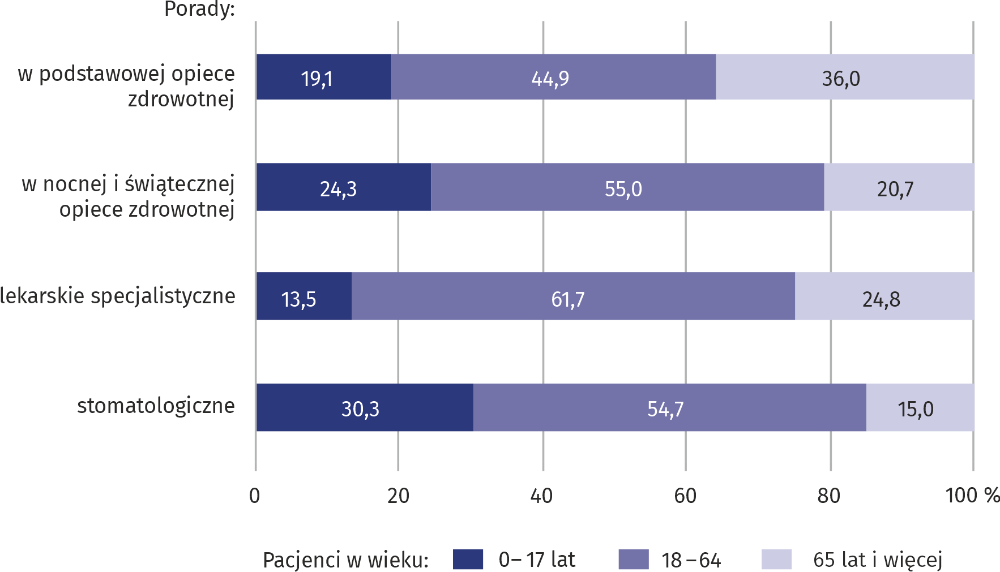 Porady:
w podstawowej opiece
zdrowotnej
19,1 44,9 36,0
w nocnej i świątecznej
opiece zdrowotnej
24,3 55,0 20,7
lekarskie specjalistyczne
13,5 61,7 24,8
stomatologiczne
30,3 54,7 15,0
0 20 40 60 80 100 %
Pacjenci w wieku: 0–17 lat 18–64 65 lat i więcej